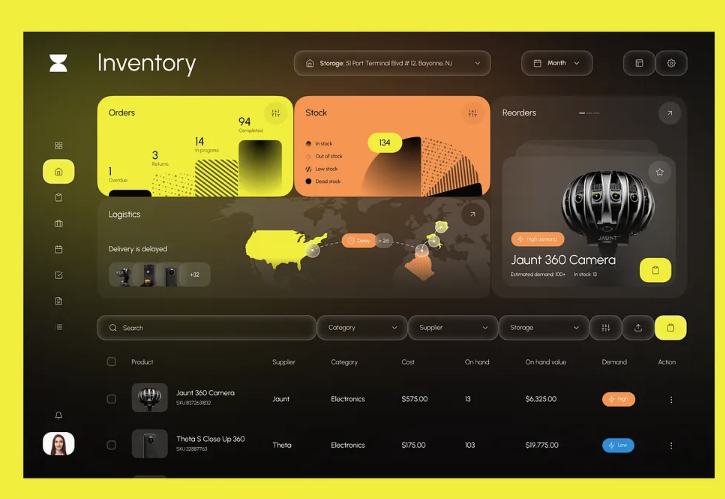 Inventory
Storage: 51 Port Terminal Blvd # 12, Bayonne, NJ
Month
Orders
1
Overdue
3
Returns
14
In progress
94
Completed
Stock
In stock
Out of stock
Low stock
Dead stock
134
Reorders
High demand
JAUNT
Jaunt 360 Camera
Estimated demand: 100+
In stock: 13
Logistics
Delivery is delayed
+32
Delay
Search
Category
Supplier
Storage
Product
Supplier
Category
Cost
On hand
On hand value
Demand
Action
Jaunt 360 Camera
SKU 8372691832
Jaunt
Electronics
$575.00
13
$6,325.00
High
Theta S Close Up 360
SKU 32887763
Theta
Electronics
$175.00
103
$19.775.00
Low